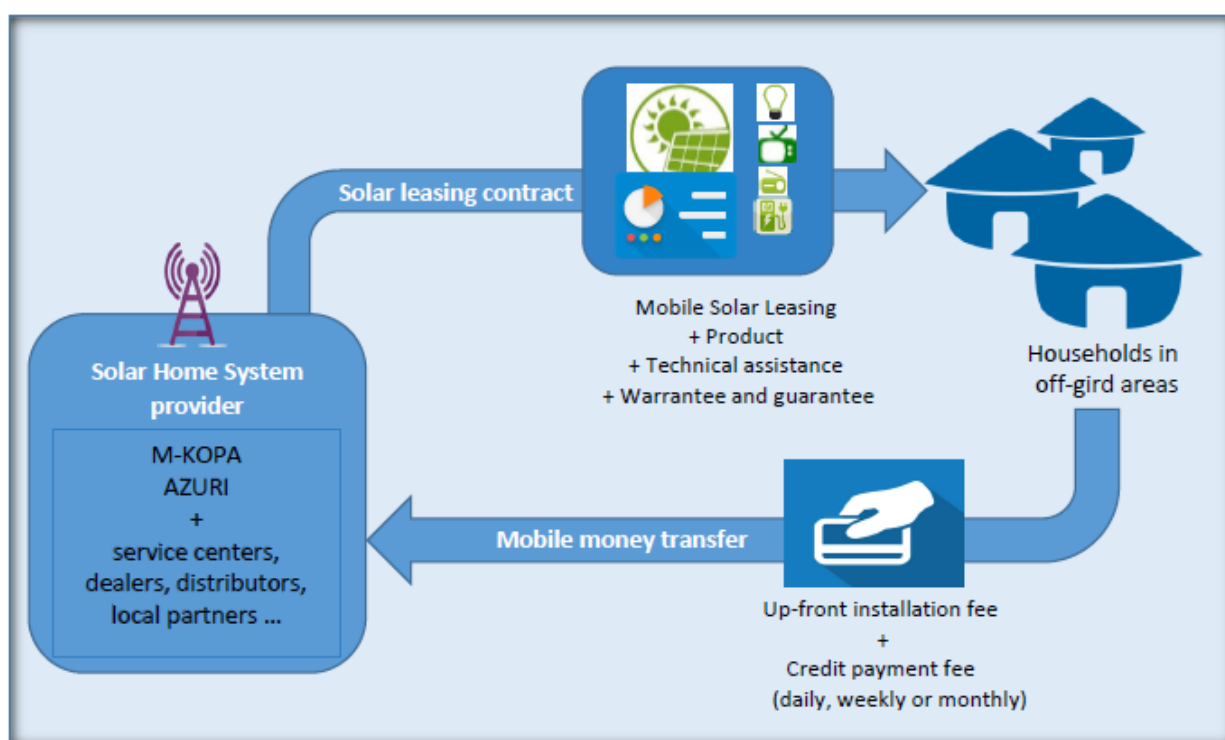 Solar leasing contract
Mobile Solar Leasing
+ Product
+ Technical assistance
+ Warrantee and guarantee
Households in
off-gird areas
Solar Home System
provider
M-KOPA
AZURI
+
service centers,
dealers, distributors,
local partners ...
Mobile money transfer
Up-front installation fee
+
Credit payment fee
(daily, weekly or monthly)